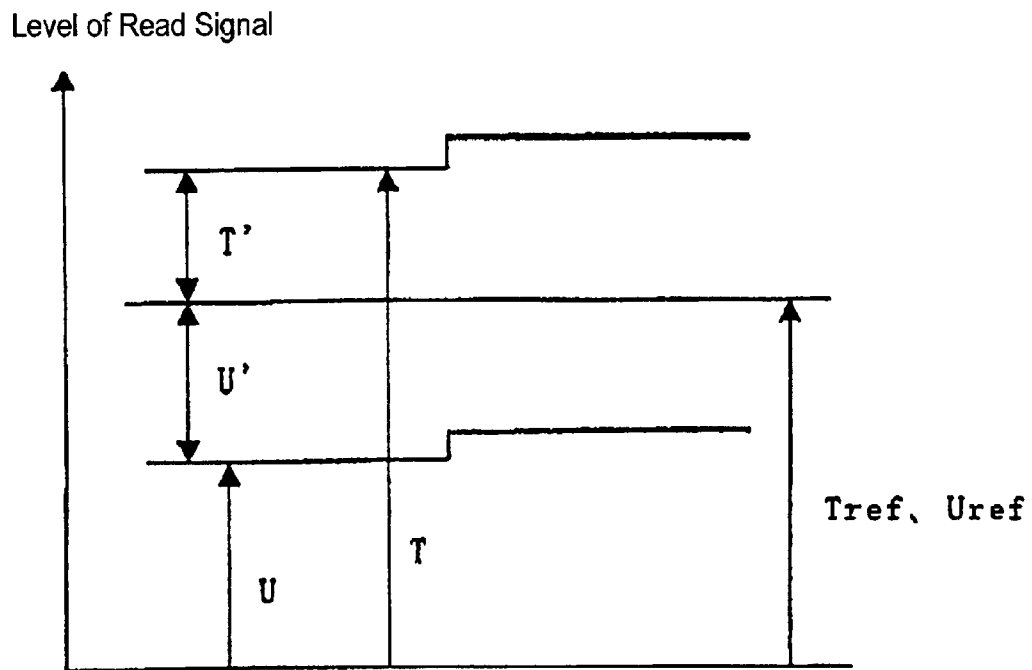 Level of Read Signal
T'
U'
Tref、Uref
T
U